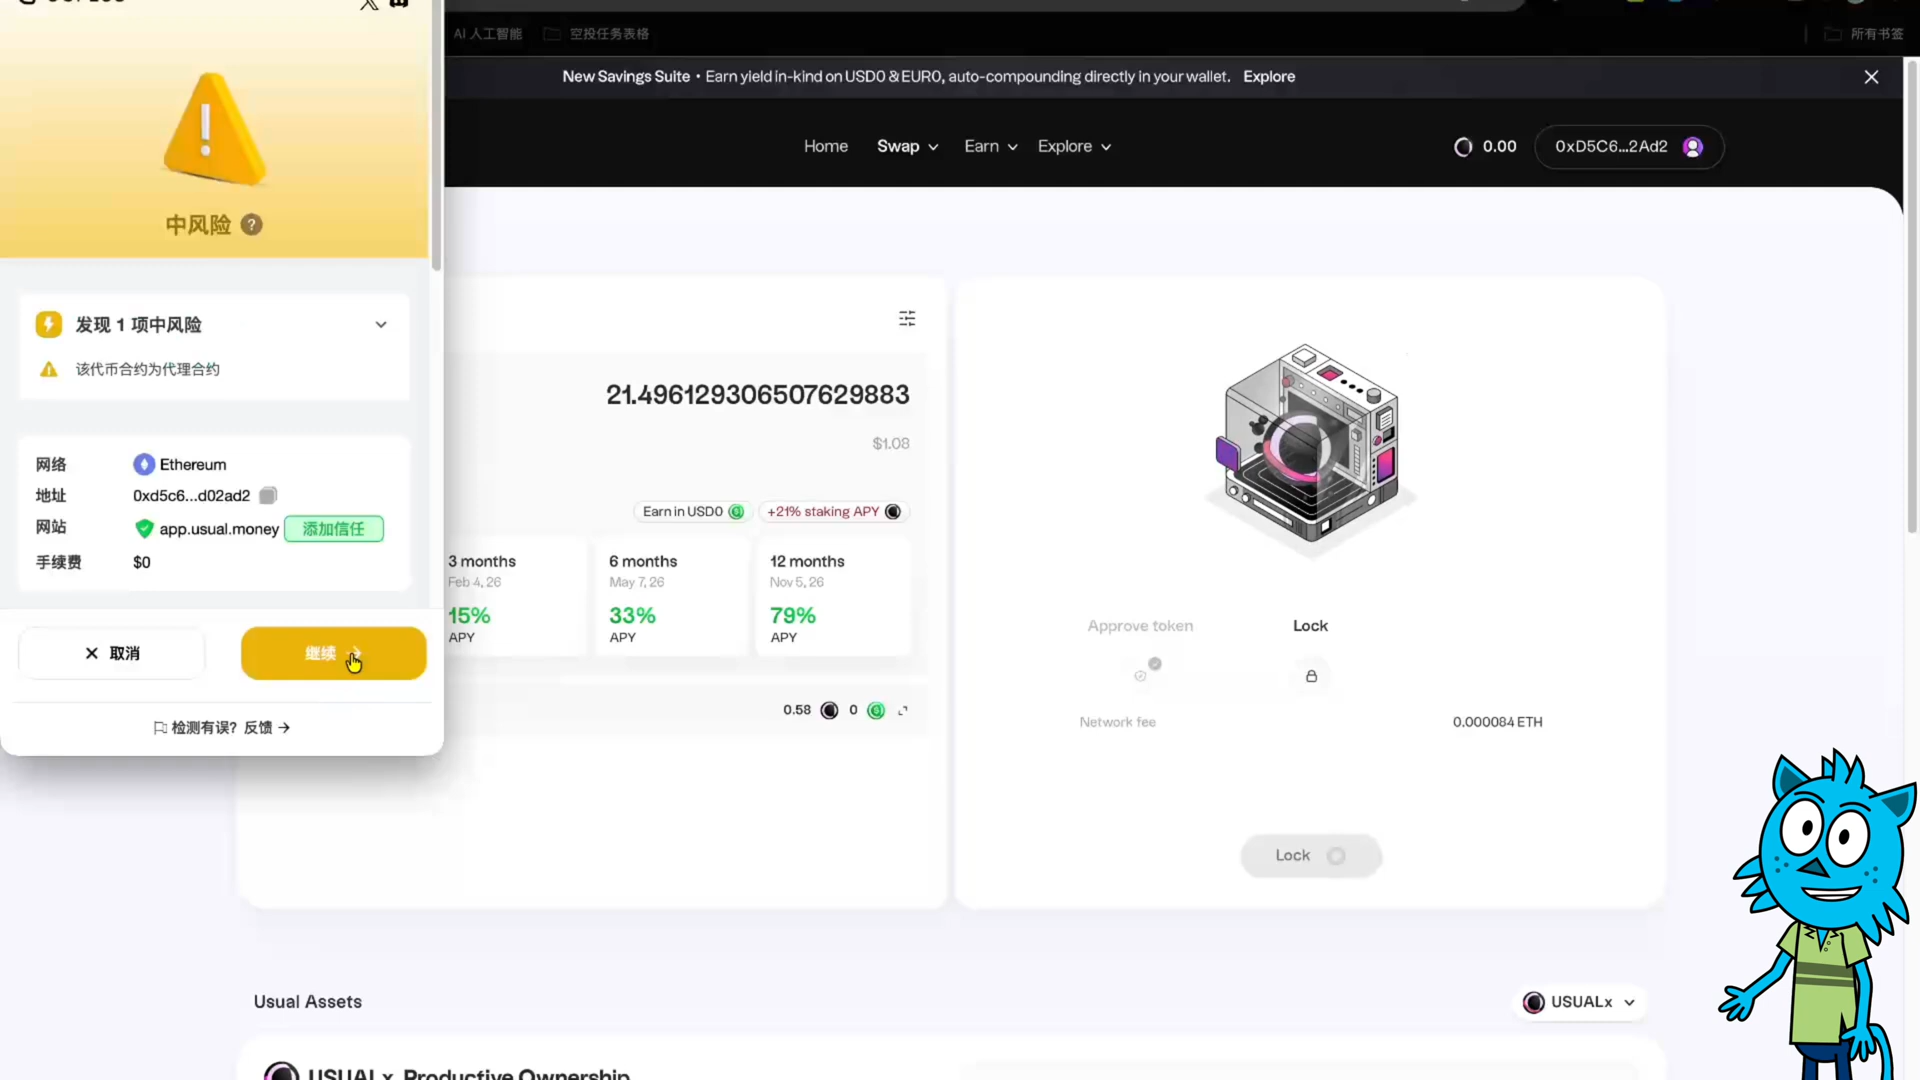 AI 人工智能
空投任务表格
所有书签
New Savings Suite • Earn yield in-kind on USD0 & EUR0, auto-compounding directly in your wallet. Explore
Home
Swap
Earn
Explore
0.00
0xD5C6...2Ad2
中风险
发现 1 项中风险
该代币合约为代理合约
网络 Ethereum
地址 0xd5c6...d02ad2
网站 app.usual.money 添加信任
手续费 $0
取消
继续
检测有误? 反馈
21.496129306507629883
$1.08
Earn in USD0
+21% staking APY
3 months
Feb 4, 26
15%
APY
6 months
May 7, 26
33%
APY
12 months
Nov 5, 26
79%
APY
0.58
0
Approve token
Lock
Network fee
0.000084 ETH
Lock
Usual Assets
USUALx
USUALx, Productive Ownership